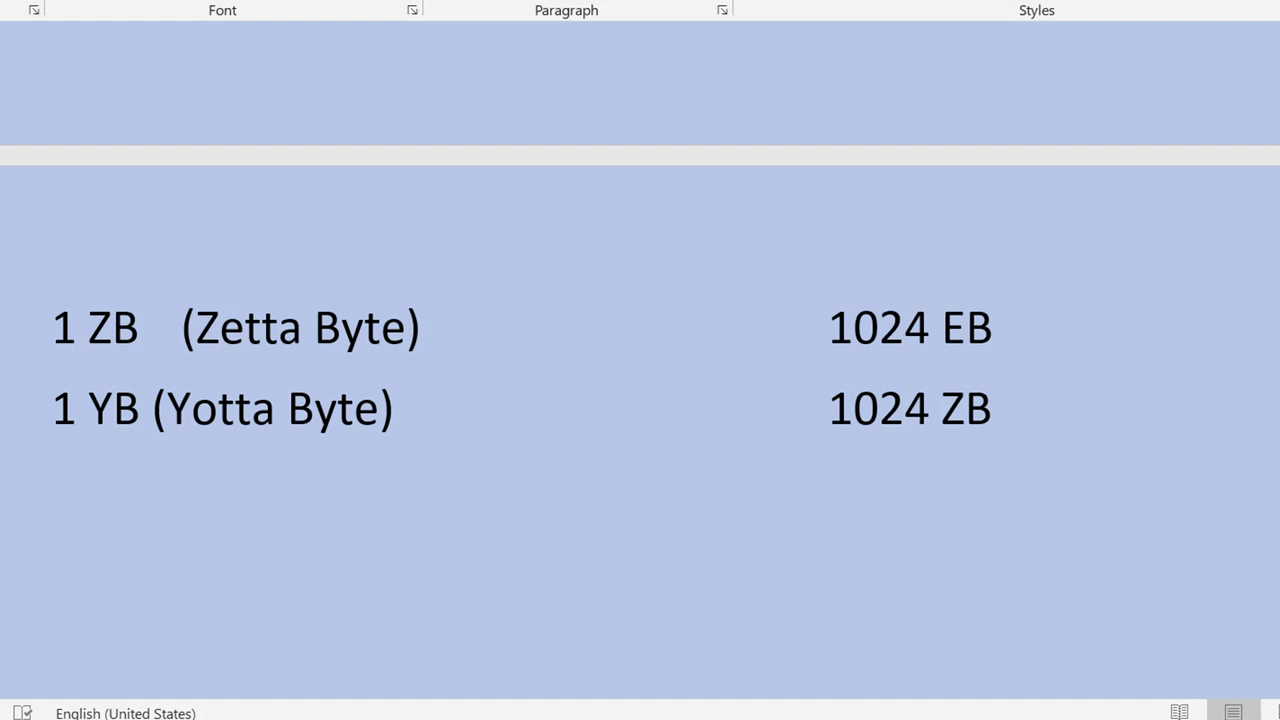 Font Paragraph Styles
1 ZB (Zetta Byte) 1024 EB
1 YB (Yotta Byte) 1024 ZB
English (United States)